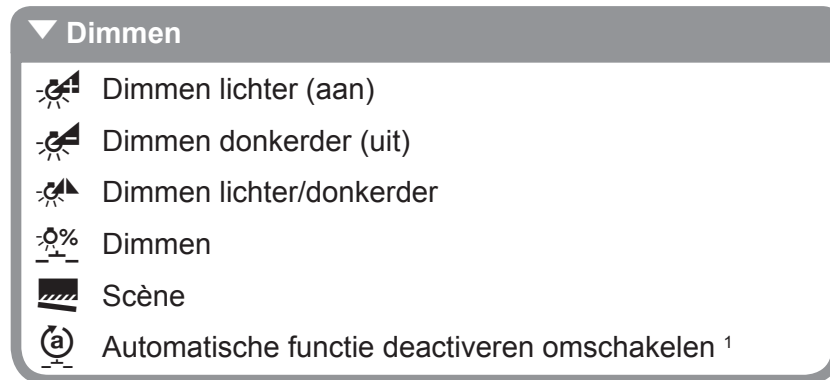 Dimmen
Dimmen lichter (aan)
Dimmen donkerder (uit)
Dimmen lichter/donkerder
% Dimmen
Scène
a Automatische functie deactiveren omschakelen ¹